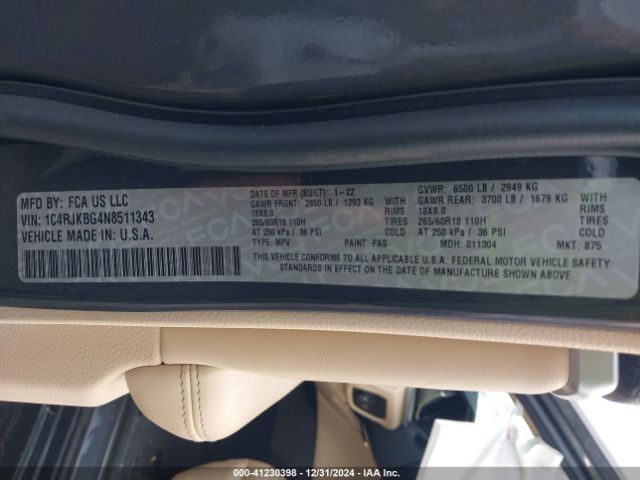 MFD BY: FCA US LLC
VIN: 1C4RJKBG4N8511343
VEHICLE MADE IN: U.S.A.
DATE OF MFR (BUILT): 1-22 GVWR: 6500 LB / 2949 KG
GAWR FRONT: 2850 LB / 1293 KG WITH GAWR REAR: 3700 LB / 1679 KG WITH
18X8.0 RIMS 18X8.0 RIMS
265/60R18 110H TIRES 265/60R18 110H TIRES
AT 250 kPa / 36 PSI COLD AT 250 kPa / 36 PSI COLD
TYPE: MPV PAINT: PAS MDH: 011304 MKT: 875
THIS VEHICLE CONFORMS TO ALL APPLICABLE U.S.A. FEDERAL MOTOR VEHICLE SAFETY
STANDARDS IN EFFECT ON THE DATE OF MANUFACTURE SHOWN ABOVE.
000-41230398 - 12/31/2024 - IAA Inc.